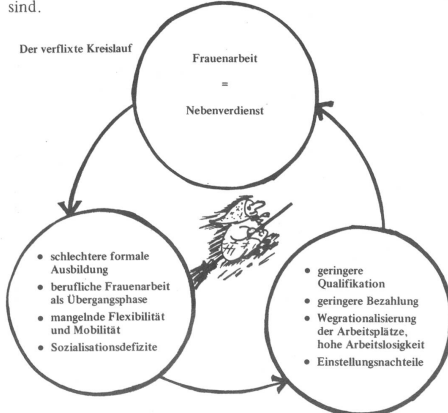 sind.
Der verflixte Kreislauf
Frauenarbeit
=
Nebenverdienst
• schlechtere formale
Ausbildung
• berufliche Frauenarbeit
als Übergangsphase
• mangelnde Flexibilität
und Mobilität
• Sozialisationsdefizite
• geringere
Qualifikation
• geringere Bezahlung
• Wegrationalisierung
der Arbeitsplätze,
hohe Arbeitslosigkeit
• Einstellungsnachteile